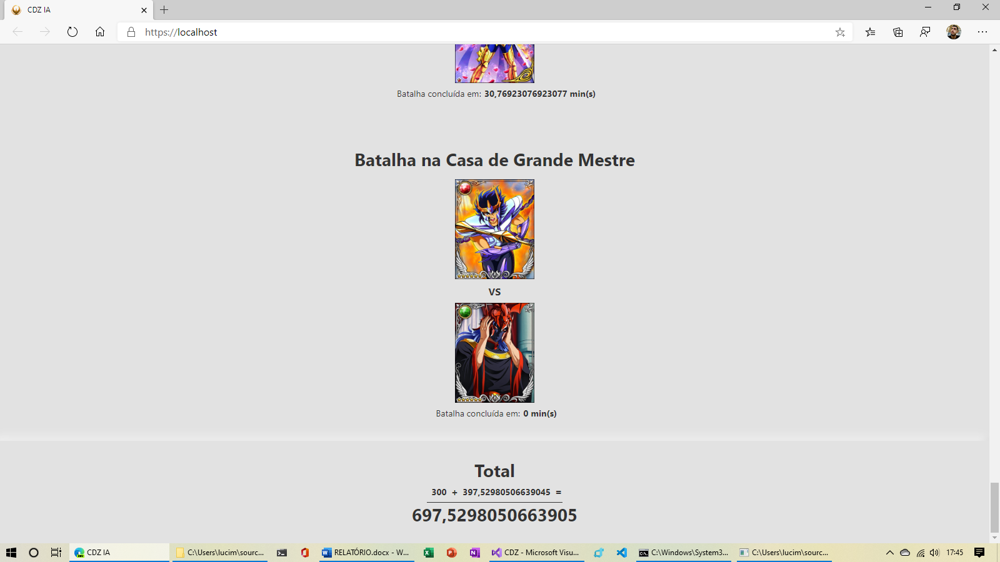 CDZ IA
https://localhost
Batalha concluída em: 30,76923076923077 min(s)
Batalha na Casa de Grande Mestre
VS
Batalha concluída em: 0 min(s)
Total
300 + 397,52980506639045 =
697,5298050663905
CDZ IA
C:\Users\lucim\sourc...
RELATÓRIO.docx - W...
CDZ - Microsoft Visu...
C:\Windows\System3...
C:\Users\lucim\sourc...
17:45